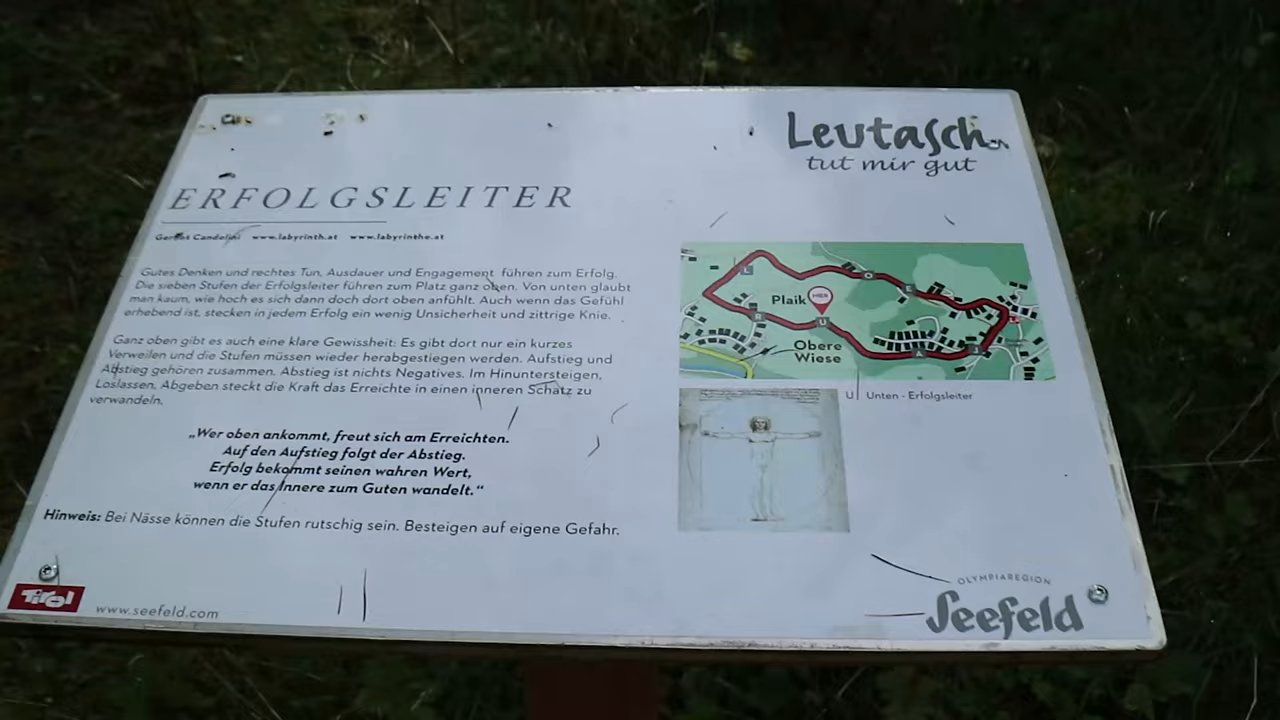 Leutasch
tut mir gut
ERFOLGSLEITER
Gernot Candolini www.labyrinth.at www.labyrinthe.at
Gutes Denken und rechtes Tun, Ausdauer und Engagement führen zum Erfolg.
Die sieben Stufen der Erfolgsleiter führen zum Platz ganz oben. Von unten glaubt
man kaum, wie hoch es sich dann doch dort oben anfühlt. Auch wenn das Gefühl
erhebend ist, stecken in jedem Erfolg ein wenig Unsicherheit und zittrige Knie.
Ganz oben gibt es auch eine klare Gewissheit: Es gibt dort nur ein kurzes
Verweilen und die Stufen müssen wieder herabgestiegen werden. Aufstieg und
Abstieg gehören zusammen. Abstieg ist nichts Negatives. Im Hinuntersteigen,
Loslassen, Abgeben steckt die Kraft das Erreichte in einen inneren Schatz zu
verwandeln.
„Wer oben ankommt, freut sich am Erreichten.
Auf den Aufstieg folgt der Abstieg.
Erfolg bekommt seinen wahren Wert,
wenn er das Innere zum Guten wandelt.“
Hinweis: Bei Nässe können die Stufen rutschig sein. Besteigen auf eigene Gefahr.
Tirol
www.seefeld.com
L
O
E
Plaik
HIER
R
U
A
Obere
Wiese
U Unten - Erfolgsleiter
OLYMPIAREGION
Seefeld